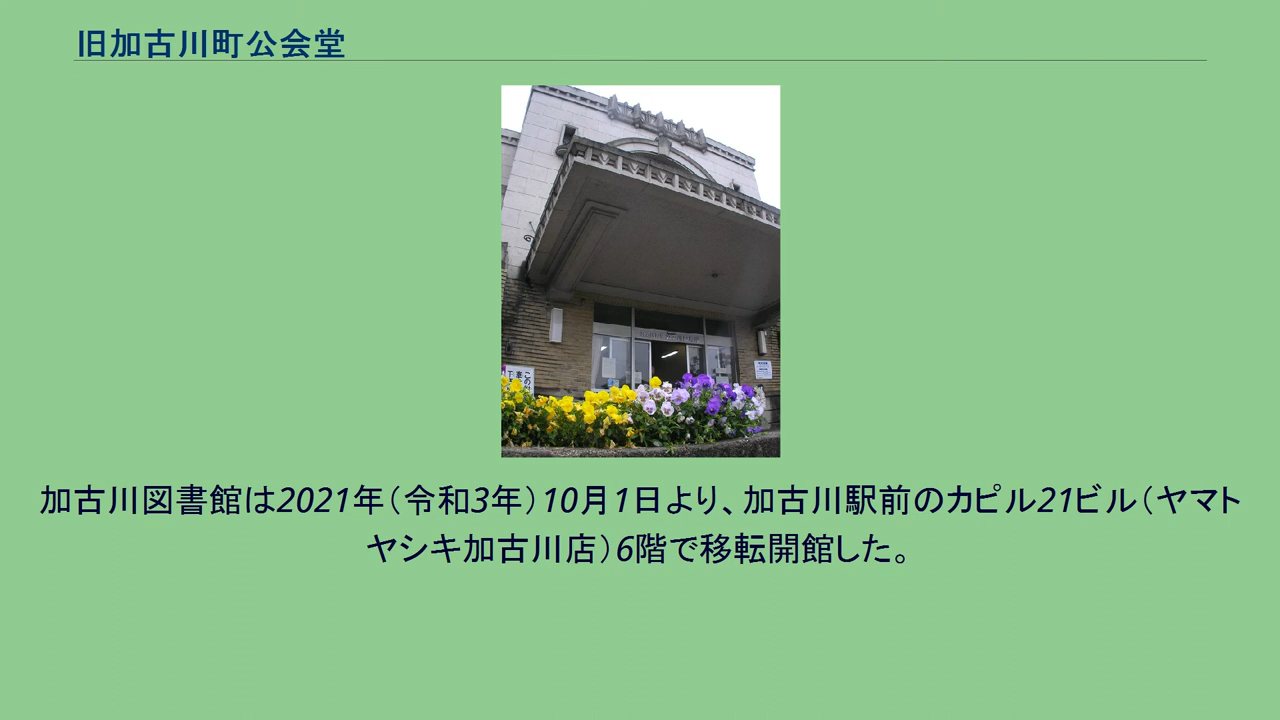 旧加古川町公会堂
加古川図書館は2021年（令和3年）10月1日より、加古川駅前のカピル21ビル（ヤマト
ヤシキ加古川店）6階で移転開館した。